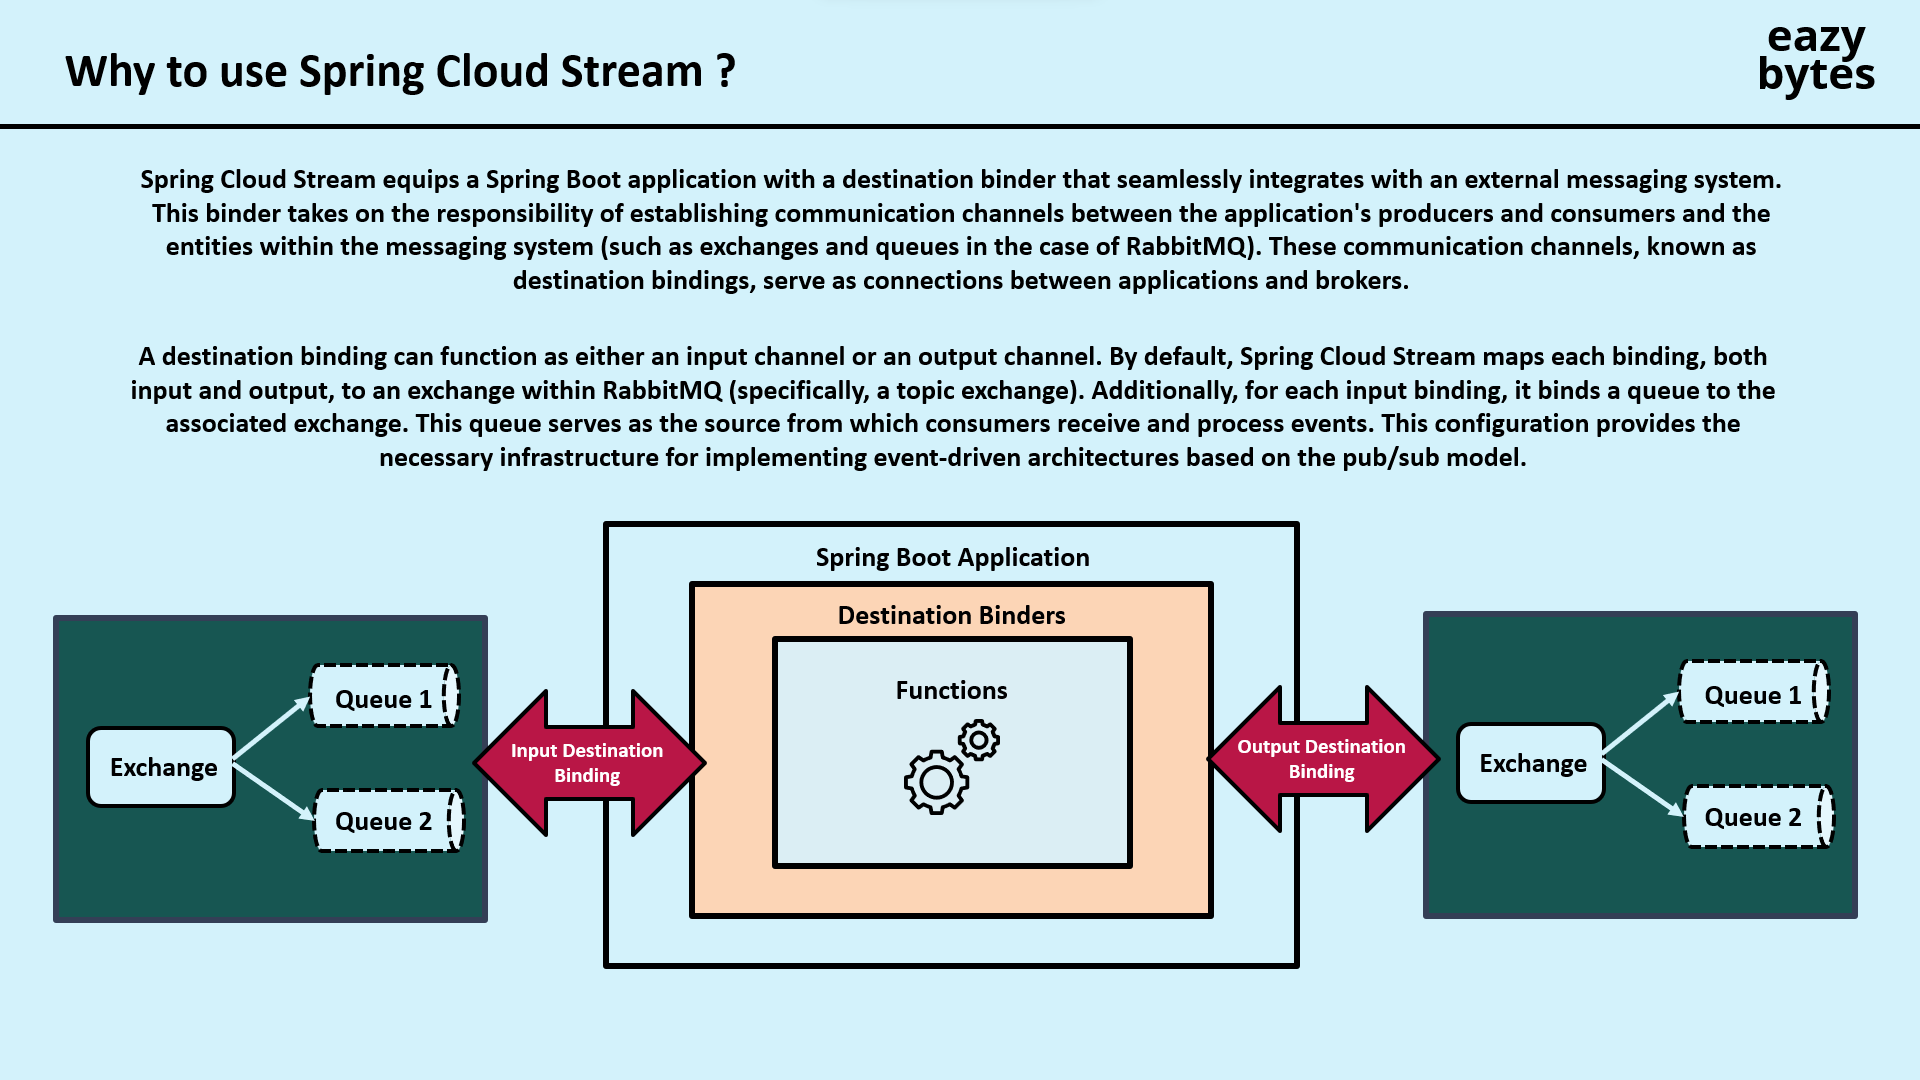 Why to use Spring Cloud Stream ?
eazy
bytes
Spring Cloud Stream equips a Spring Boot application with a destination binder that seamlessly integrates with an external messaging system.
This binder takes on the responsibility of establishing communication channels between the application's producers and consumers and the
entities within the messaging system (such as exchanges and queues in the case of RabbitMQ). These communication channels, known as
destination bindings, serve as connections between applications and brokers.
A destination binding can function as either an input channel or an output channel. By default, Spring Cloud Stream maps each binding, both
input and output, to an exchange within RabbitMQ (specifically, a topic exchange). Additionally, for each input binding, it binds a queue to the
associated exchange. This queue serves as the source from which consumers receive and process events. This configuration provides the
necessary infrastructure for implementing event-driven architectures based on the pub/sub model.
Spring Boot Application
Destination Binders
Functions
Exchange
Queue 1
Queue 2
Input Destination
Binding
Output Destination
Binding
Exchange
Queue 1
Queue 2